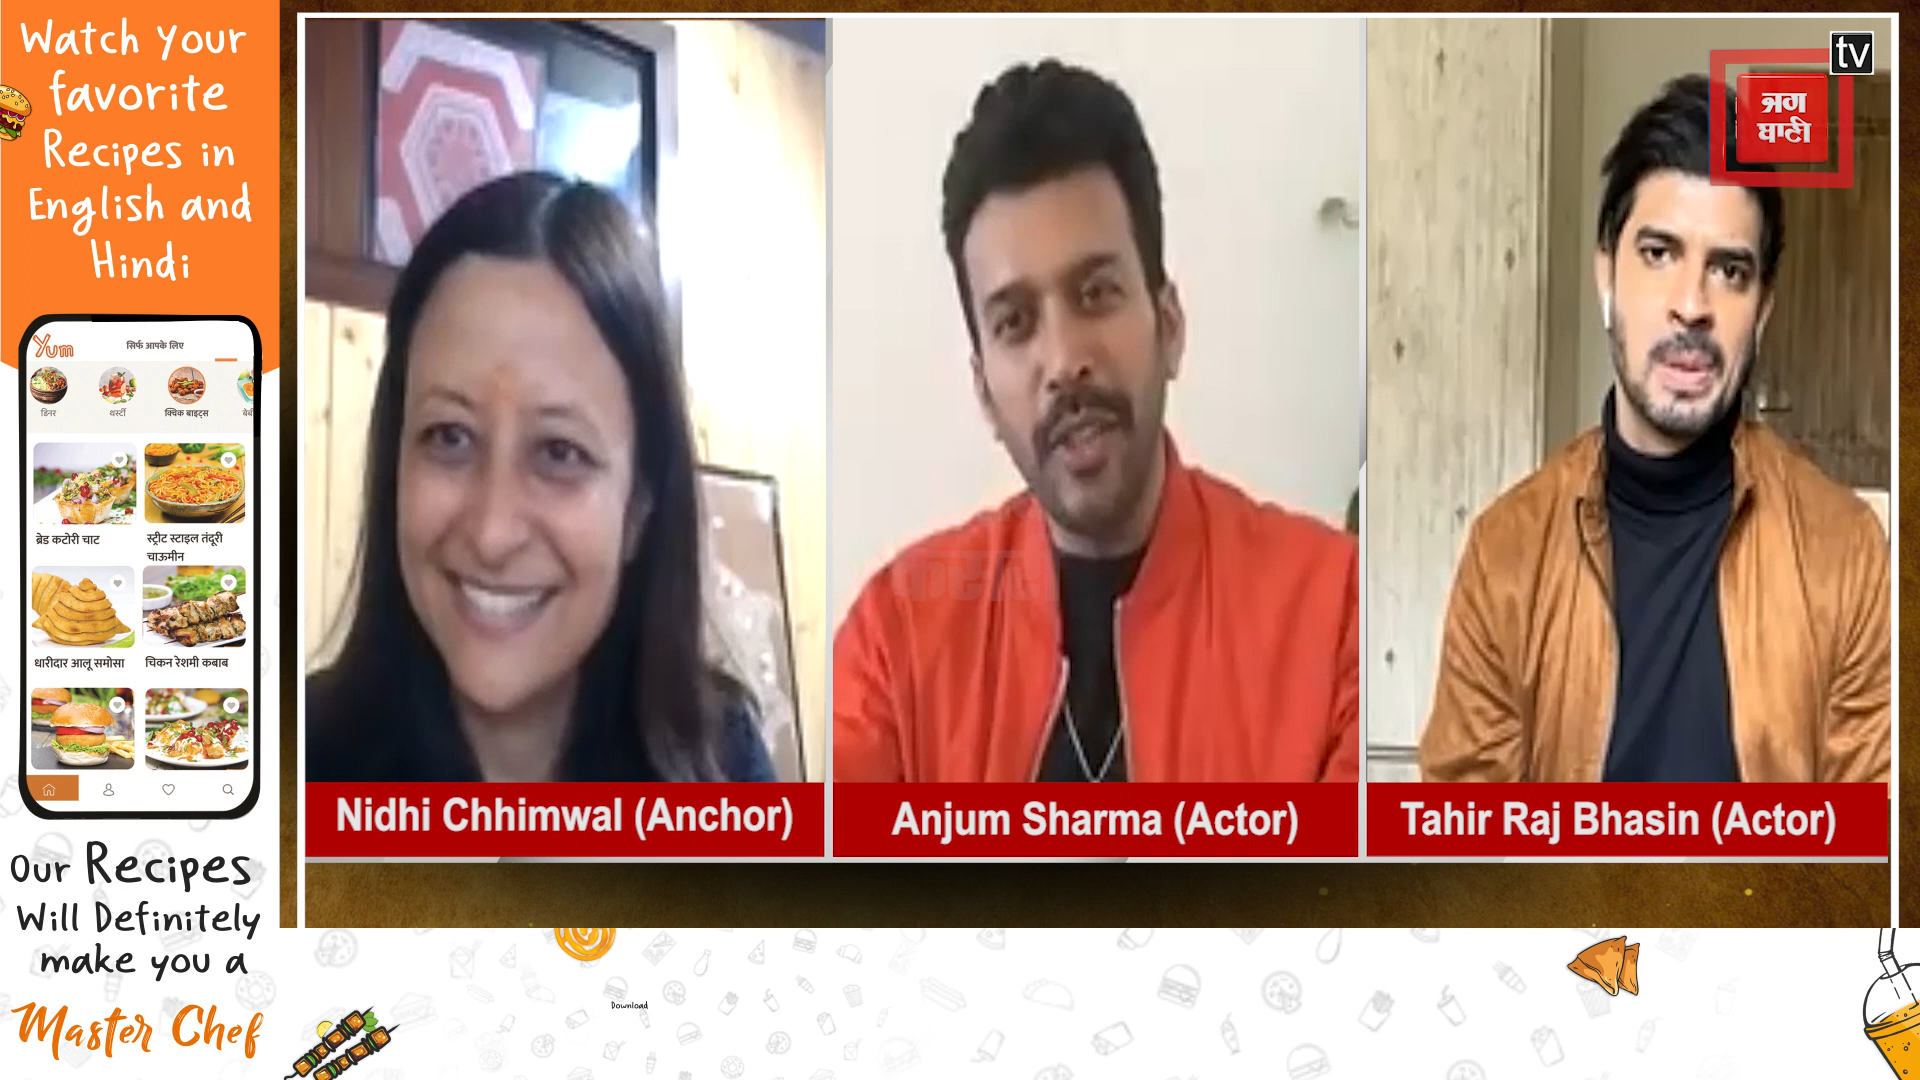 Watch your
favorite
Recipes in
English and
Hindi
Yum
सिर्फ आपके लिए
डिनर
थर्स्टी
क्विक बाइट्स
ब्रेड कटोरी चाट
स्ट्रीट स्टाइल तंदूरी
चाऊमीन
धारीदार आलू समोसा
चिकन रेशमी कबाब
Our Recipes
Will Definitely
make you a
Master Chef
tv
ਜਗ
ਬਾਣੀ
Nidhi Chhimwal (Anchor)
Anjum Sharma (Actor)
Tahir Raj Bhasin (Actor)
Download